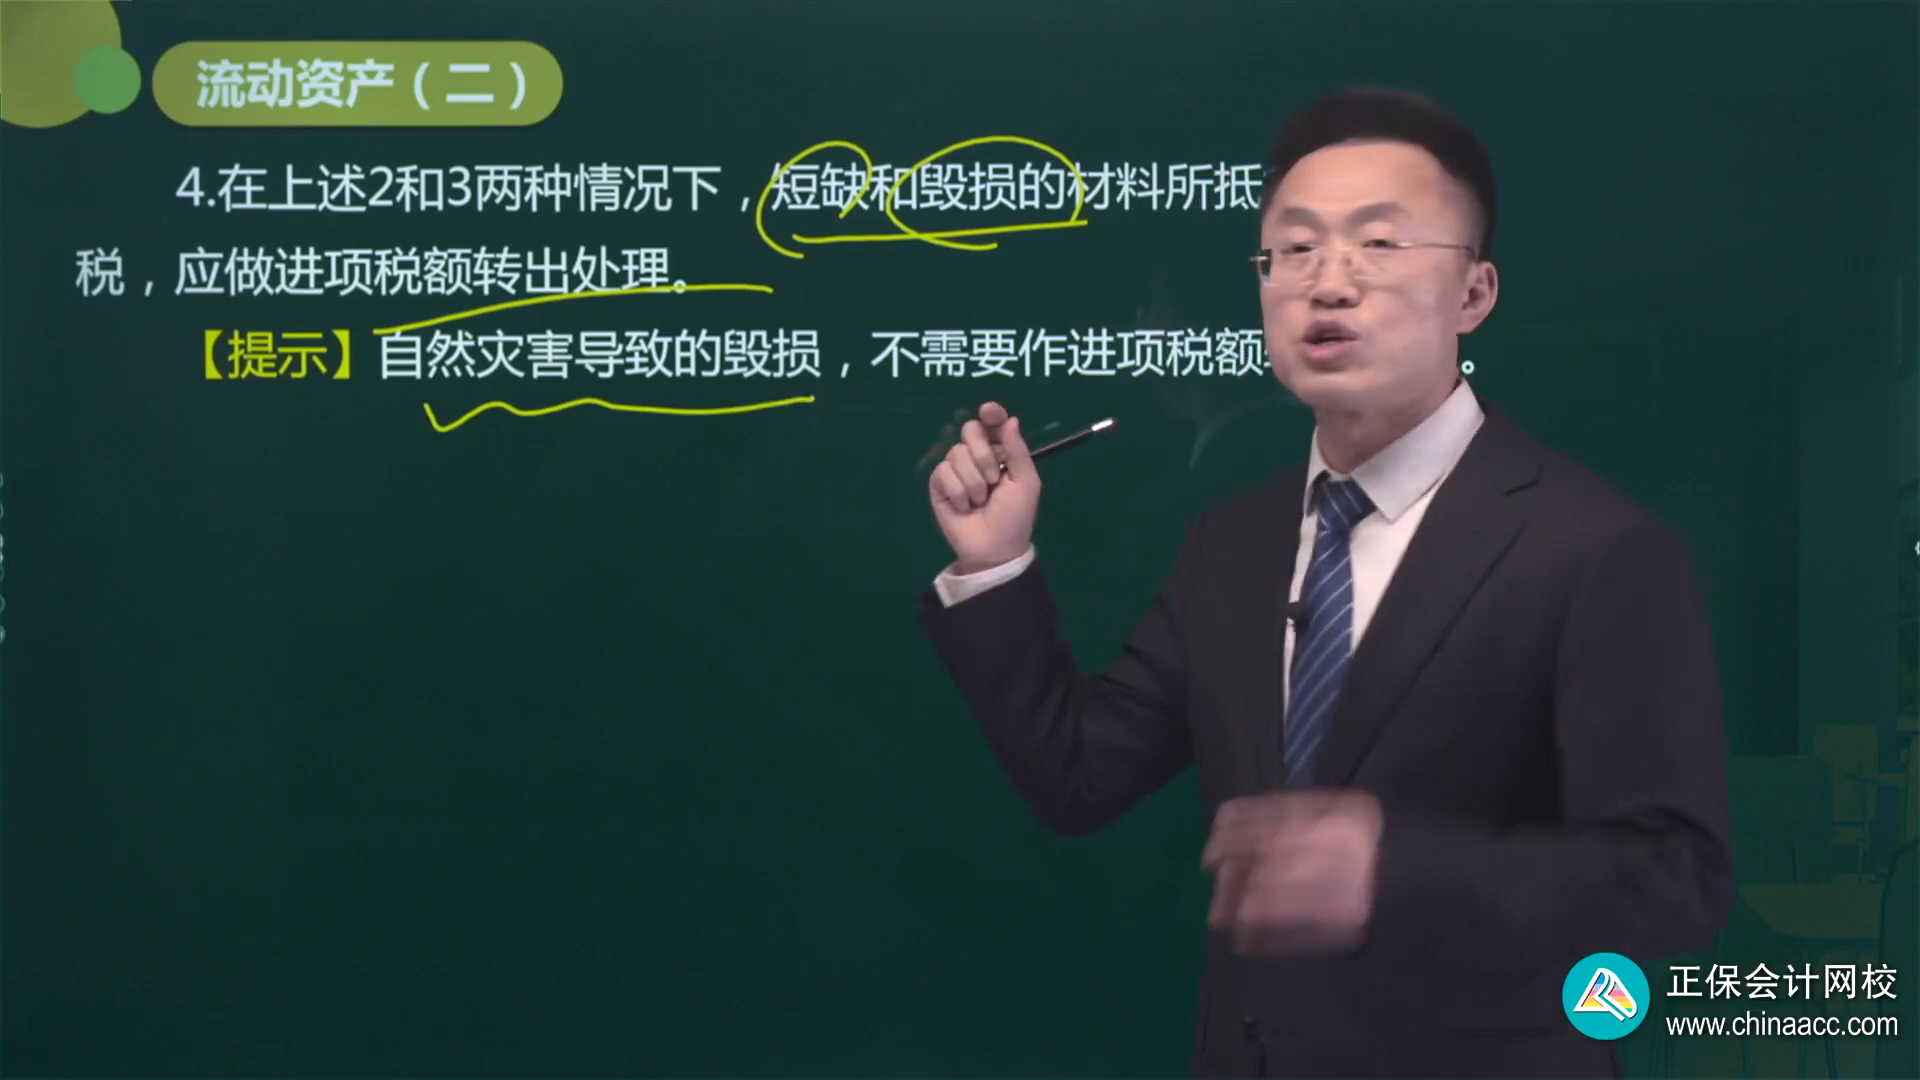 流动资产（二）
4.在上述2和3两种情况下，短缺和毁损的材料所抵
税，应做进项税额转出处理。
【提示】自然灾害导致的毁损，不需要作进项税额 。
正保会计网校
www.chinaacc.com